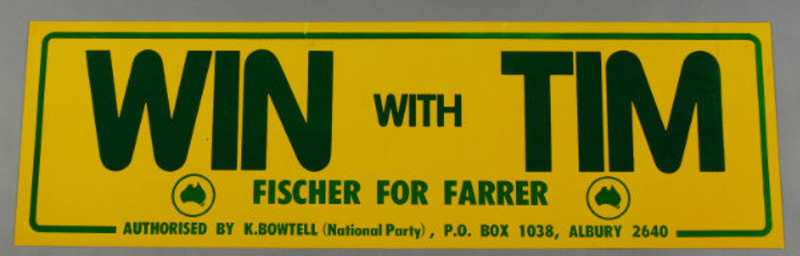 WIN WITH TIM
FISCHER FOR FARRER
AUTHORISED BY K.BOWTELL (National Party), P.O. BOX 1038, ALBURY 2640